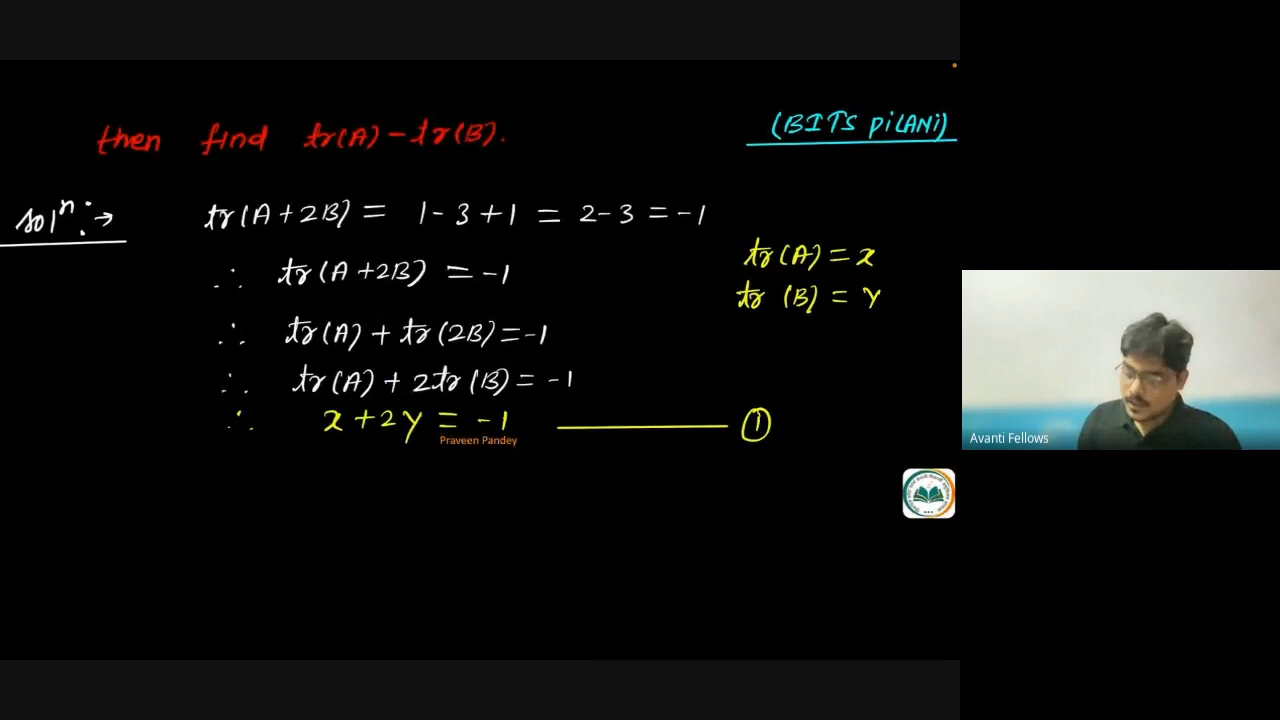 (BITS PiLANi)
then find tr(A) - tr(B).
Solⁿ: → tr(A+2B) = 1-3+1 = 2-3 = -1
tr(A) = x
∴ tr(A+2B) = -1
tr (B) = y
∴ tr(A) + tr(2B) = -1
∴ tr(A) + 2tr(B) = -1
∴ x + 2y = -1 ——— ①
Praveen Pandey
Avanti Fellows